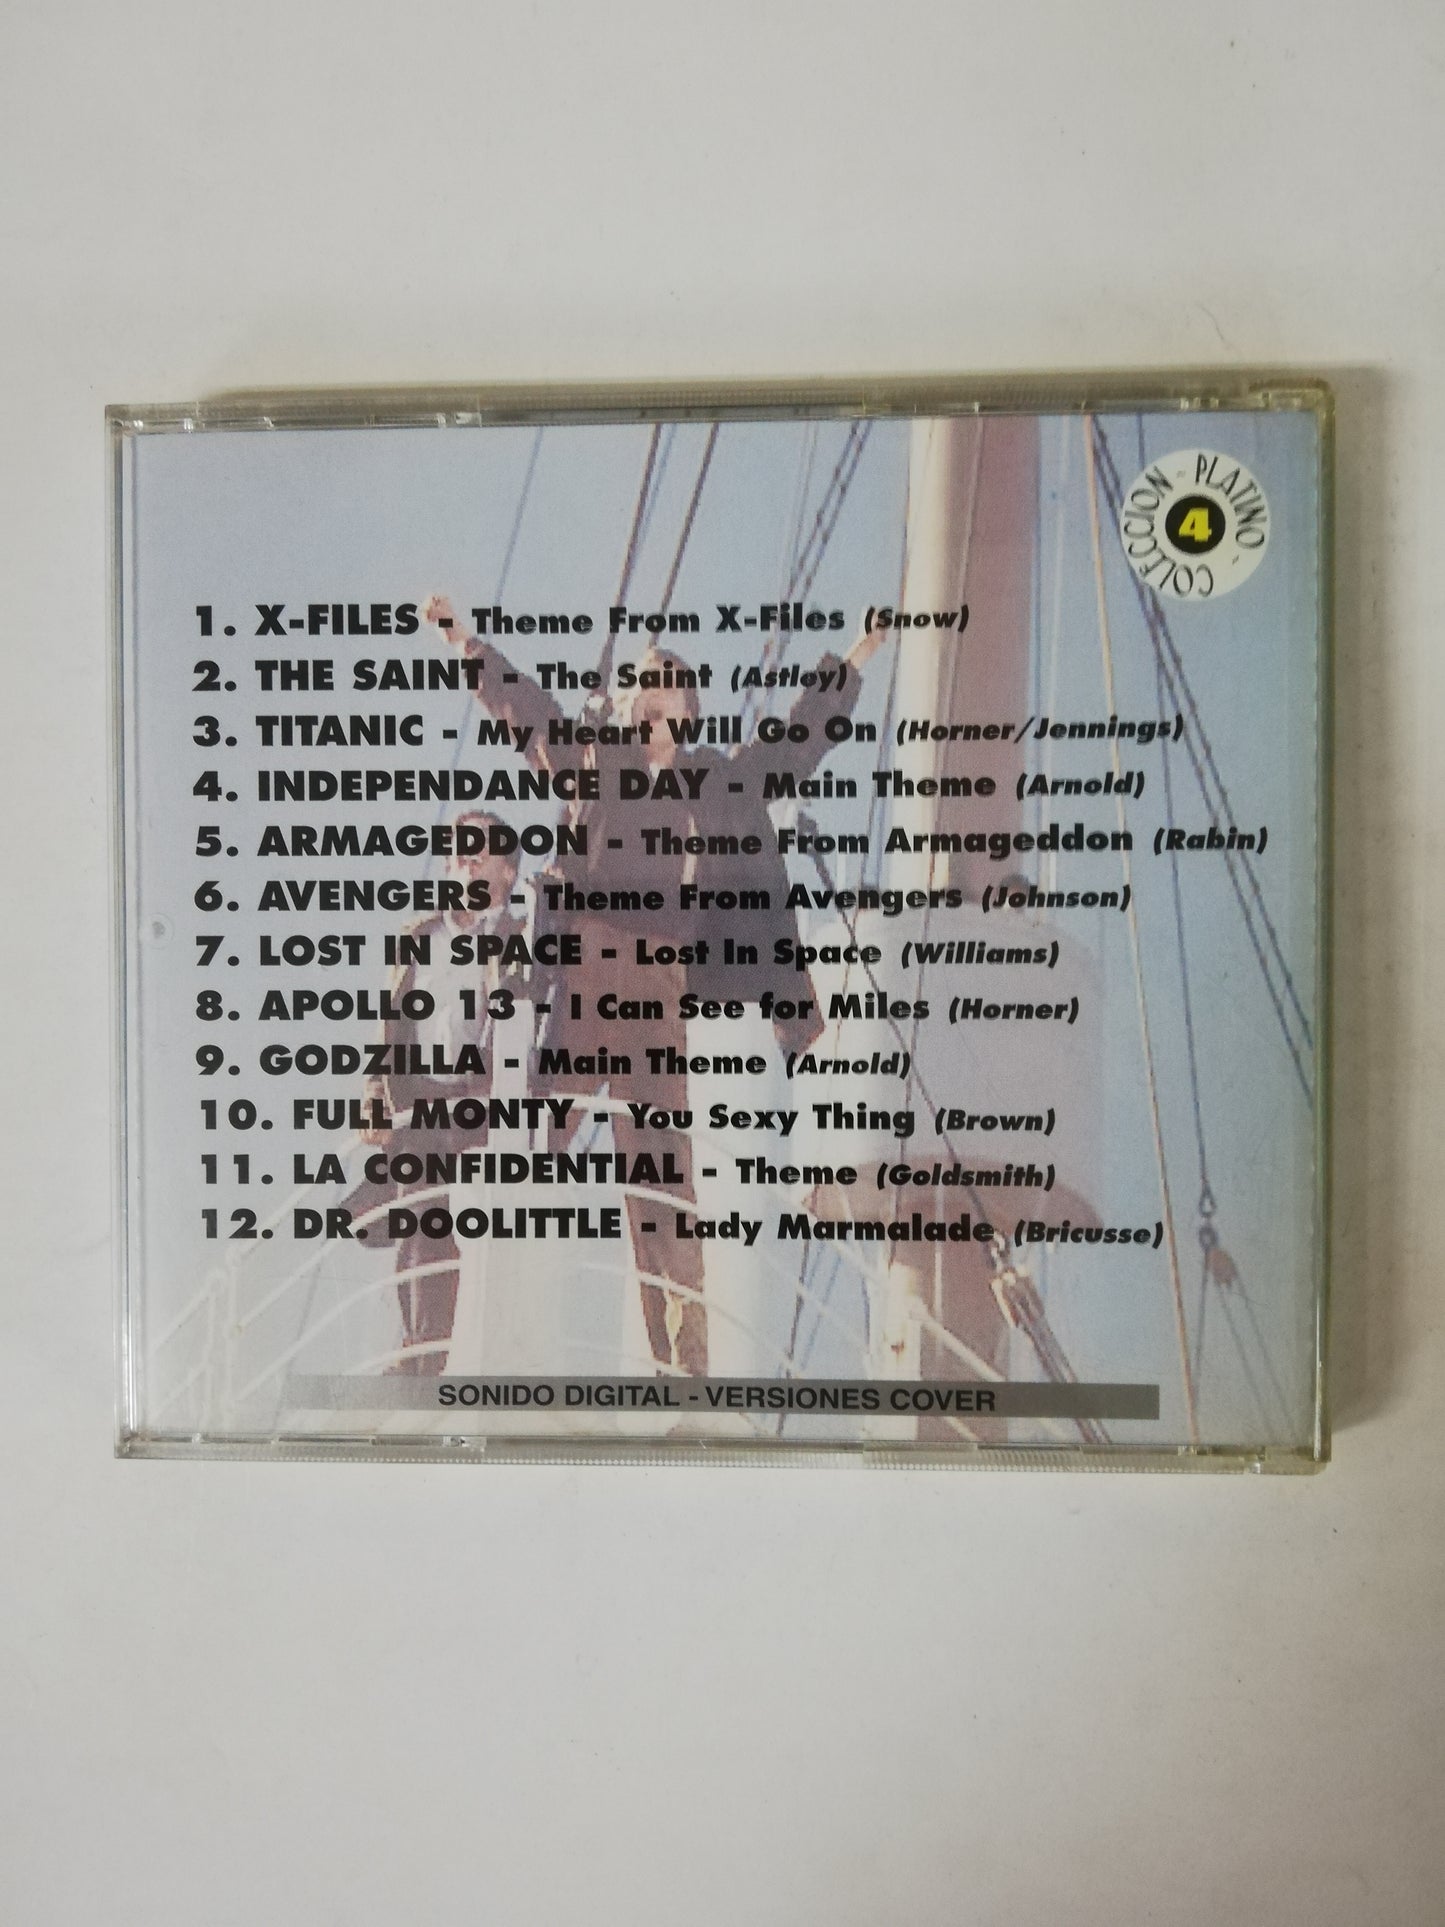 COLECCION - PLATINO -
4
1. X-FILES - Theme From X-Files (Snow)
2. THE SAINT - The Saint (Astley)
3. TITANIC - My Heart Will Go On (Horner/Jennings)
4. INDEPENDANCE DAY - Main Theme (Arnold)
5. ARMAGEDDON - Theme From Armageddon (Rabin)
6. AVENGERS - Theme From Avengers (Johnson)
7. LOST IN SPACE - Lost In Space (Williams)
8. APOLLO 13 - I Can See for Miles (Horner)
9. GODZILLA - Main Theme (Arnold)
10. FULL MONTY - You Sexy Thing (Brown)
11. LA CONFIDENTIAL - Theme (Goldsmith)
12. DR. DOOLITTLE - Lady Marmalade (Bricusse)
SONIDO DIGITAL - VERSIONES COVER